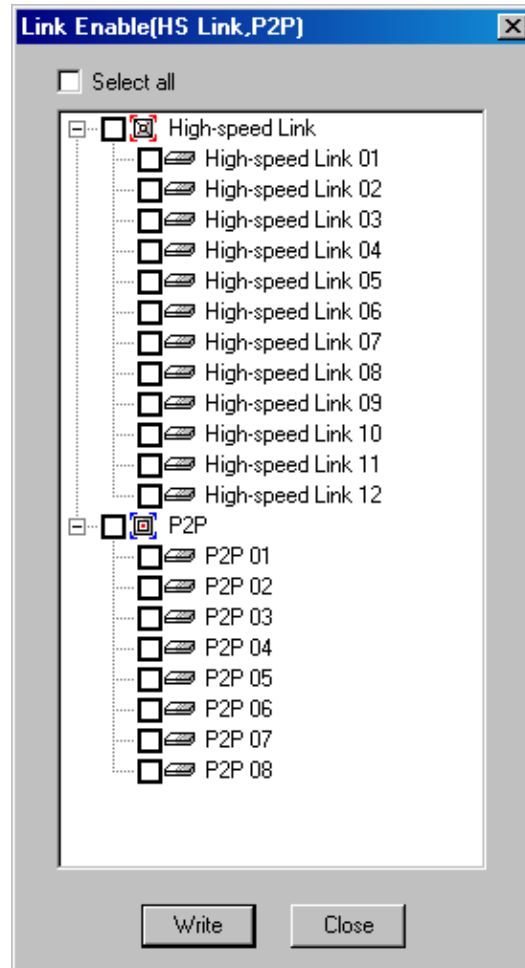 Link Enable(HS Link,P2P)
Select all
High-speed Link
High-speed Link 01
High-speed Link 02
High-speed Link 03
High-speed Link 04
High-speed Link 05
High-speed Link 06
High-speed Link 07
High-speed Link 08
High-speed Link 09
High-speed Link 10
High-speed Link 11
High-speed Link 12
P2P
P2P 01
P2P 02
P2P 03
P2P 04
P2P 05
P2P 06
P2P 07
P2P 08
Write Close